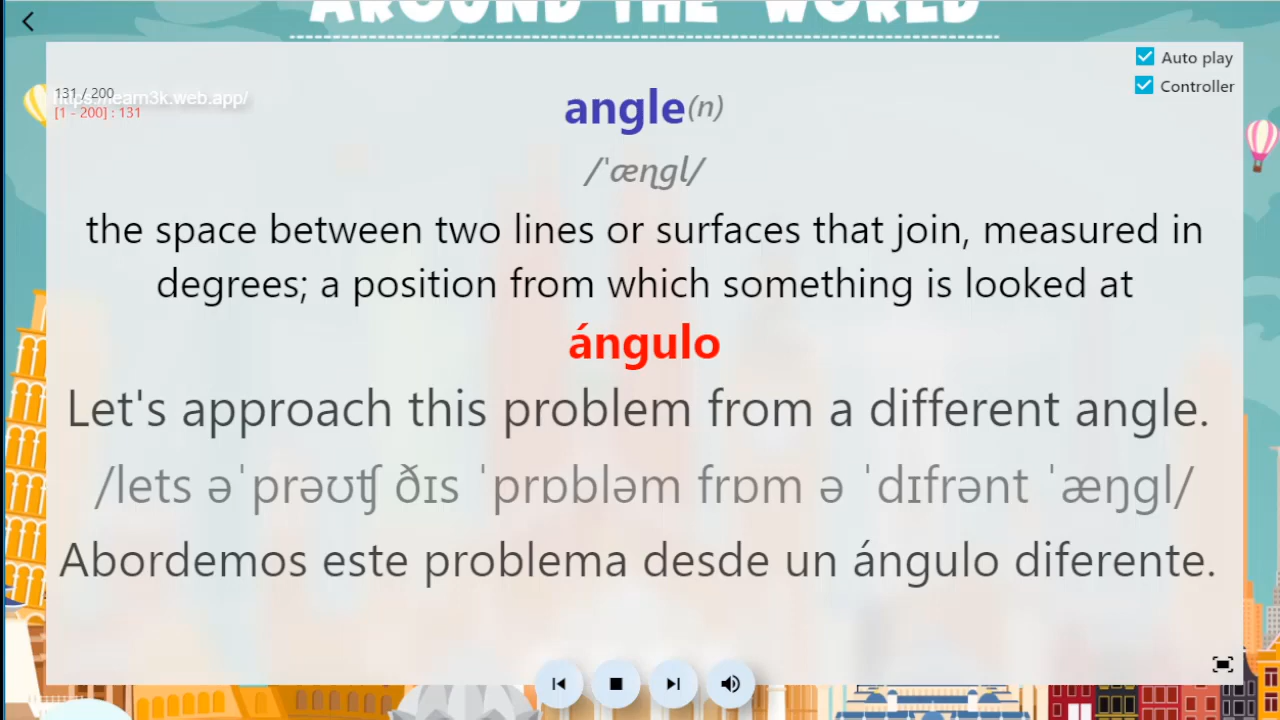 AROUND THE WORLD
Auto play
Controller
131 / 200
https://learn3k.web.app/
[1 - 200] : 131
angle(n)
/ˈæŋgl/
the space between two lines or surfaces that join, measured in
degrees; a position from which something is looked at
ángulo
Let's approach this problem from a different angle.
/lets əˈprəʊʧ ðɪs ˈprɒbləm frɒm ə ˈdɪfrənt ˈæŋgl/
Abordemos este problema desde un ángulo diferente.